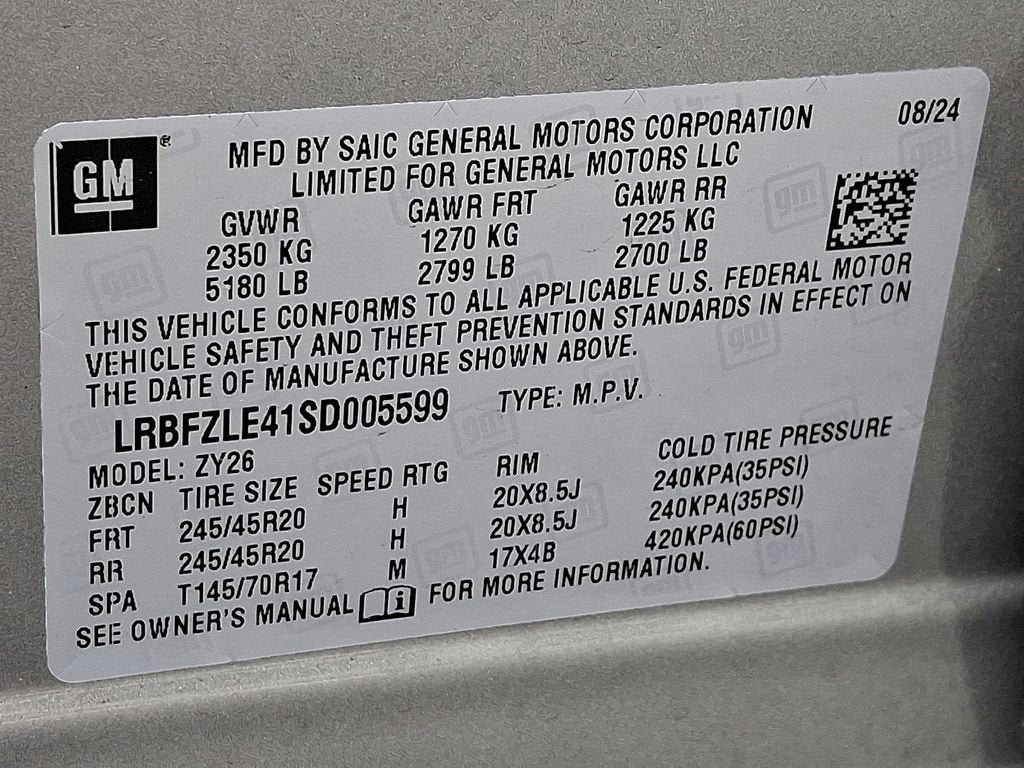 GM ®
08/24
MFD BY SAIC GENERAL MOTORS CORPORATION
LIMITED FOR GENERAL MOTORS LLC
GVWR GAWR FRT GAWR RR
2350 KG 1270 KG 1225 KG
5180 LB 2799 LB 2700 LB
THIS VEHICLE CONFORMS TO ALL APPLICABLE U.S. FEDERAL MOTOR
VEHICLE SAFETY AND THEFT PREVENTION STANDARDS IN EFFECT ON
THE DATE OF MANUFACTURE SHOWN ABOVE.
LRBFZLE41SD005599 TYPE: M.P.V.
MODEL: ZY26
ZBCN TIRE SIZE SPEED RTG RIM COLD TIRE PRESSURE
FRT 245/45R20 H 20X8.5J 240KPA(35PSI)
RR 245/45R20 H 20X8.5J 240KPA(35PSI)
SPA T145/70R17 M 17X4B 420KPA(60PSI)
SEE OWNER'S MANUAL i FOR MORE INFORMATION.